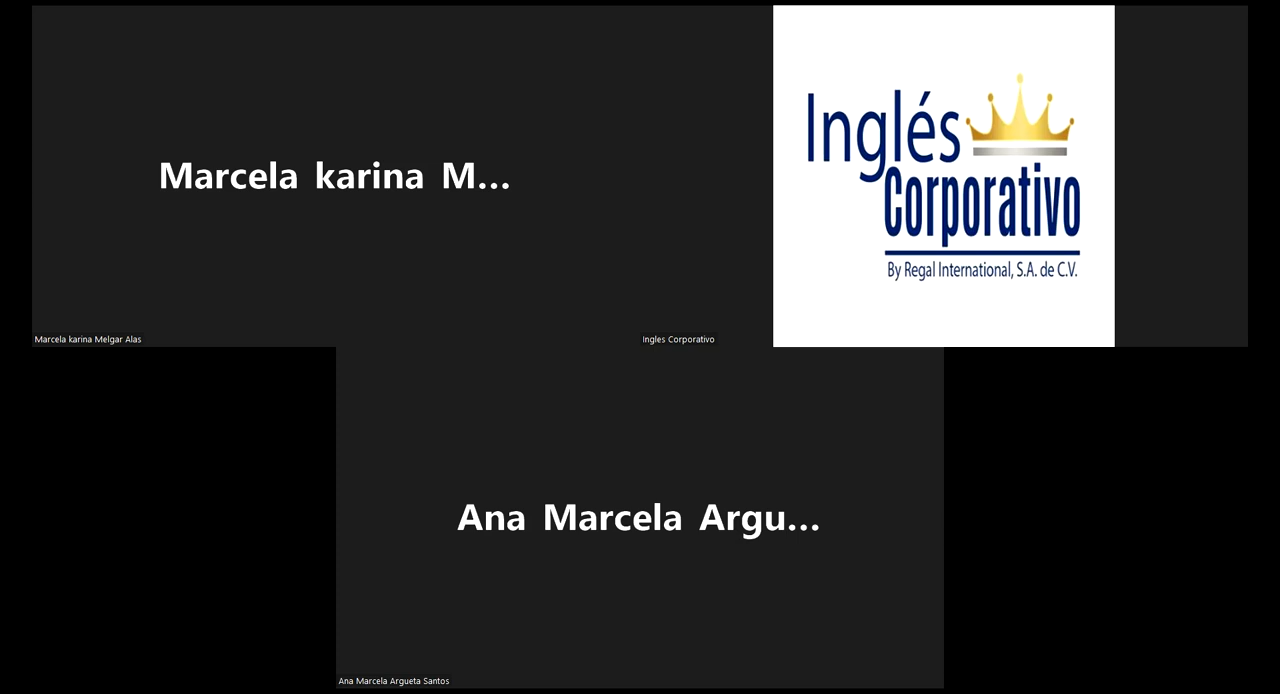 Marcela karina M...
Marcela karina Melgar Alas
Inglés
Corporativo
By Regal International, S.A. de C.V.
Ingles Corporativo
Ana Marcela Argu...
Ana Marcela Argueta Santos